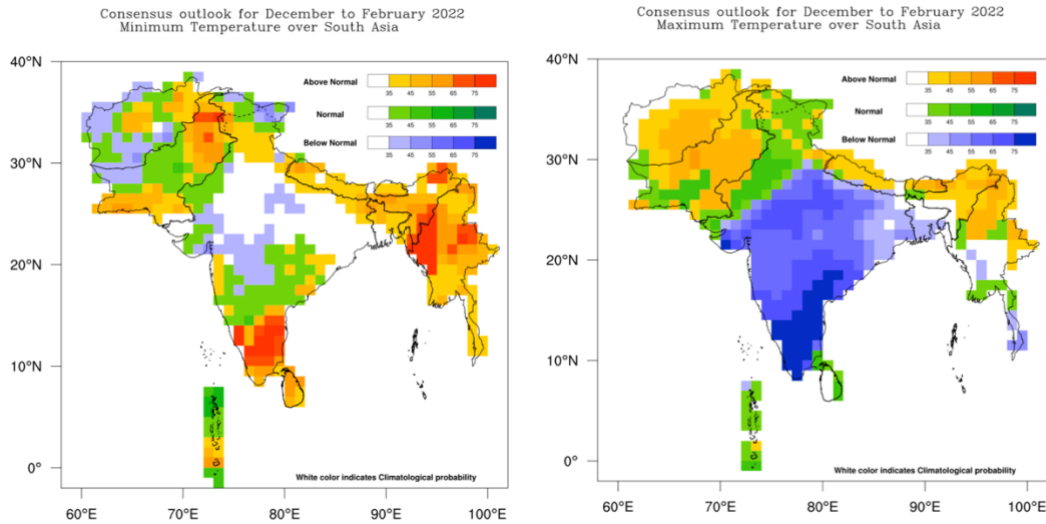 Consensus outlook for December to February 2022
Minimum Temperature over South Asia
40°N
30°N
20°N
10°N
0°
60°E 70°E 80°E 90°E 100°E
Above Normal
35 45 55 65 75
Normal
35 45 55 65 75
Below Normal
35 45 55 65 75
White color indicates Climatological probability
Consensus outlook for December to February 2022
Maximum Temperature over South Asia
40°N
30°N
20°N
10°N
0°
60°E 70°E 80°E 90°E 100°E
Above Normal
35 45 55 65 75
Normal
35 45 55 65 75
Below Normal
35 45 55 65 75
White color indicates Climatological probability